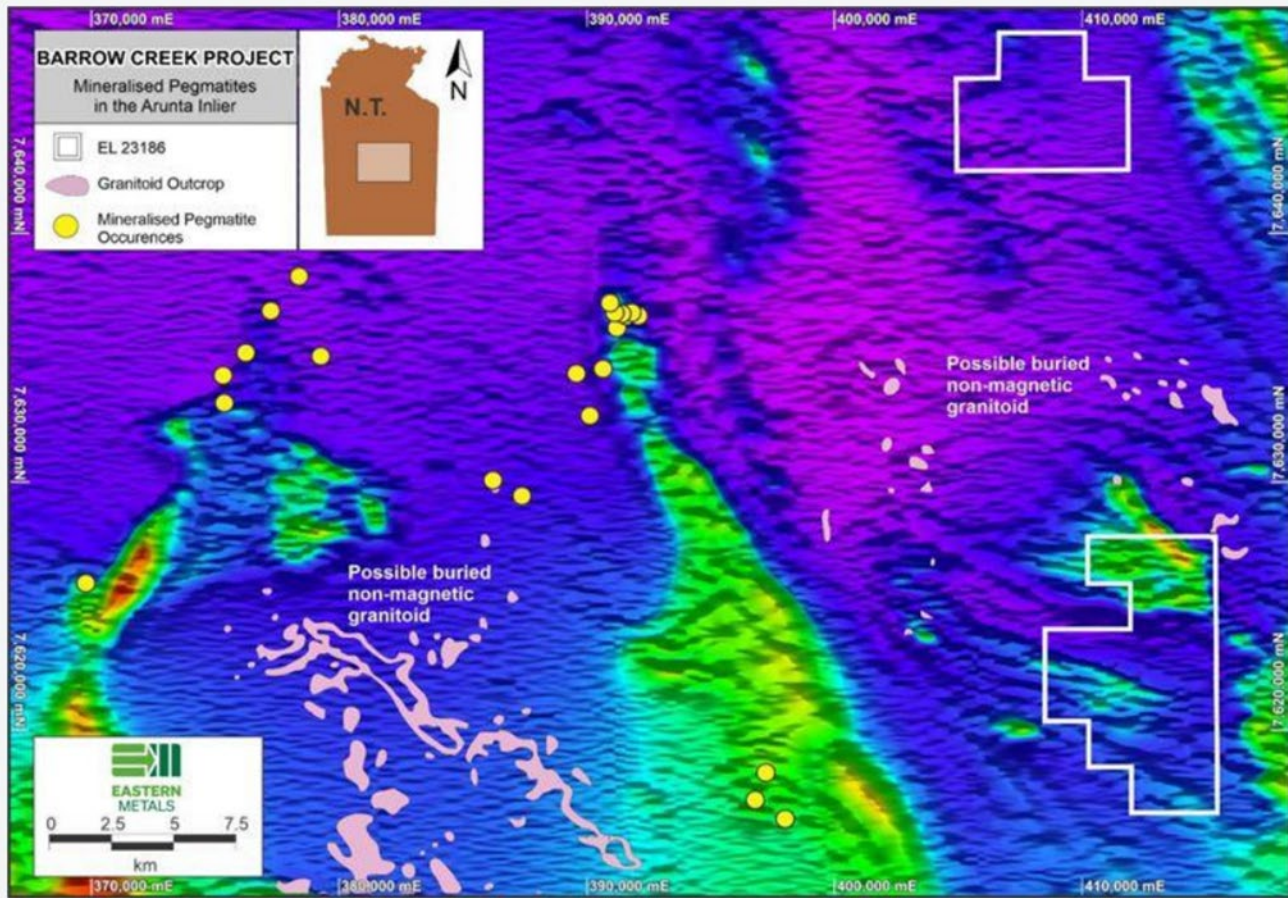 370,000 mE
380,000 mE
390,000 mE
400,000 mE
410,000 mE
BARROW CREEK PROJECT
Mineralised Pegmatites
in the Arunta Inlier
EL 23186
Granitoid Outcrop
Mineralised Pegmatite
Occurences
N.T.
N
7,640,000 mN
7,640,000 mN
Possible buried
non-magnetic
granitoid
7,630,000 mN
7,630,000 mN
Possible buried
non-magnetic
granitoid
7,620,000 mN
7,620,000 mN
EASTERN
METALS
0 2.5 5 7.5
km
370,000 mE
380,000 mE
390,000 mE
400,000 mE
410,000 mE